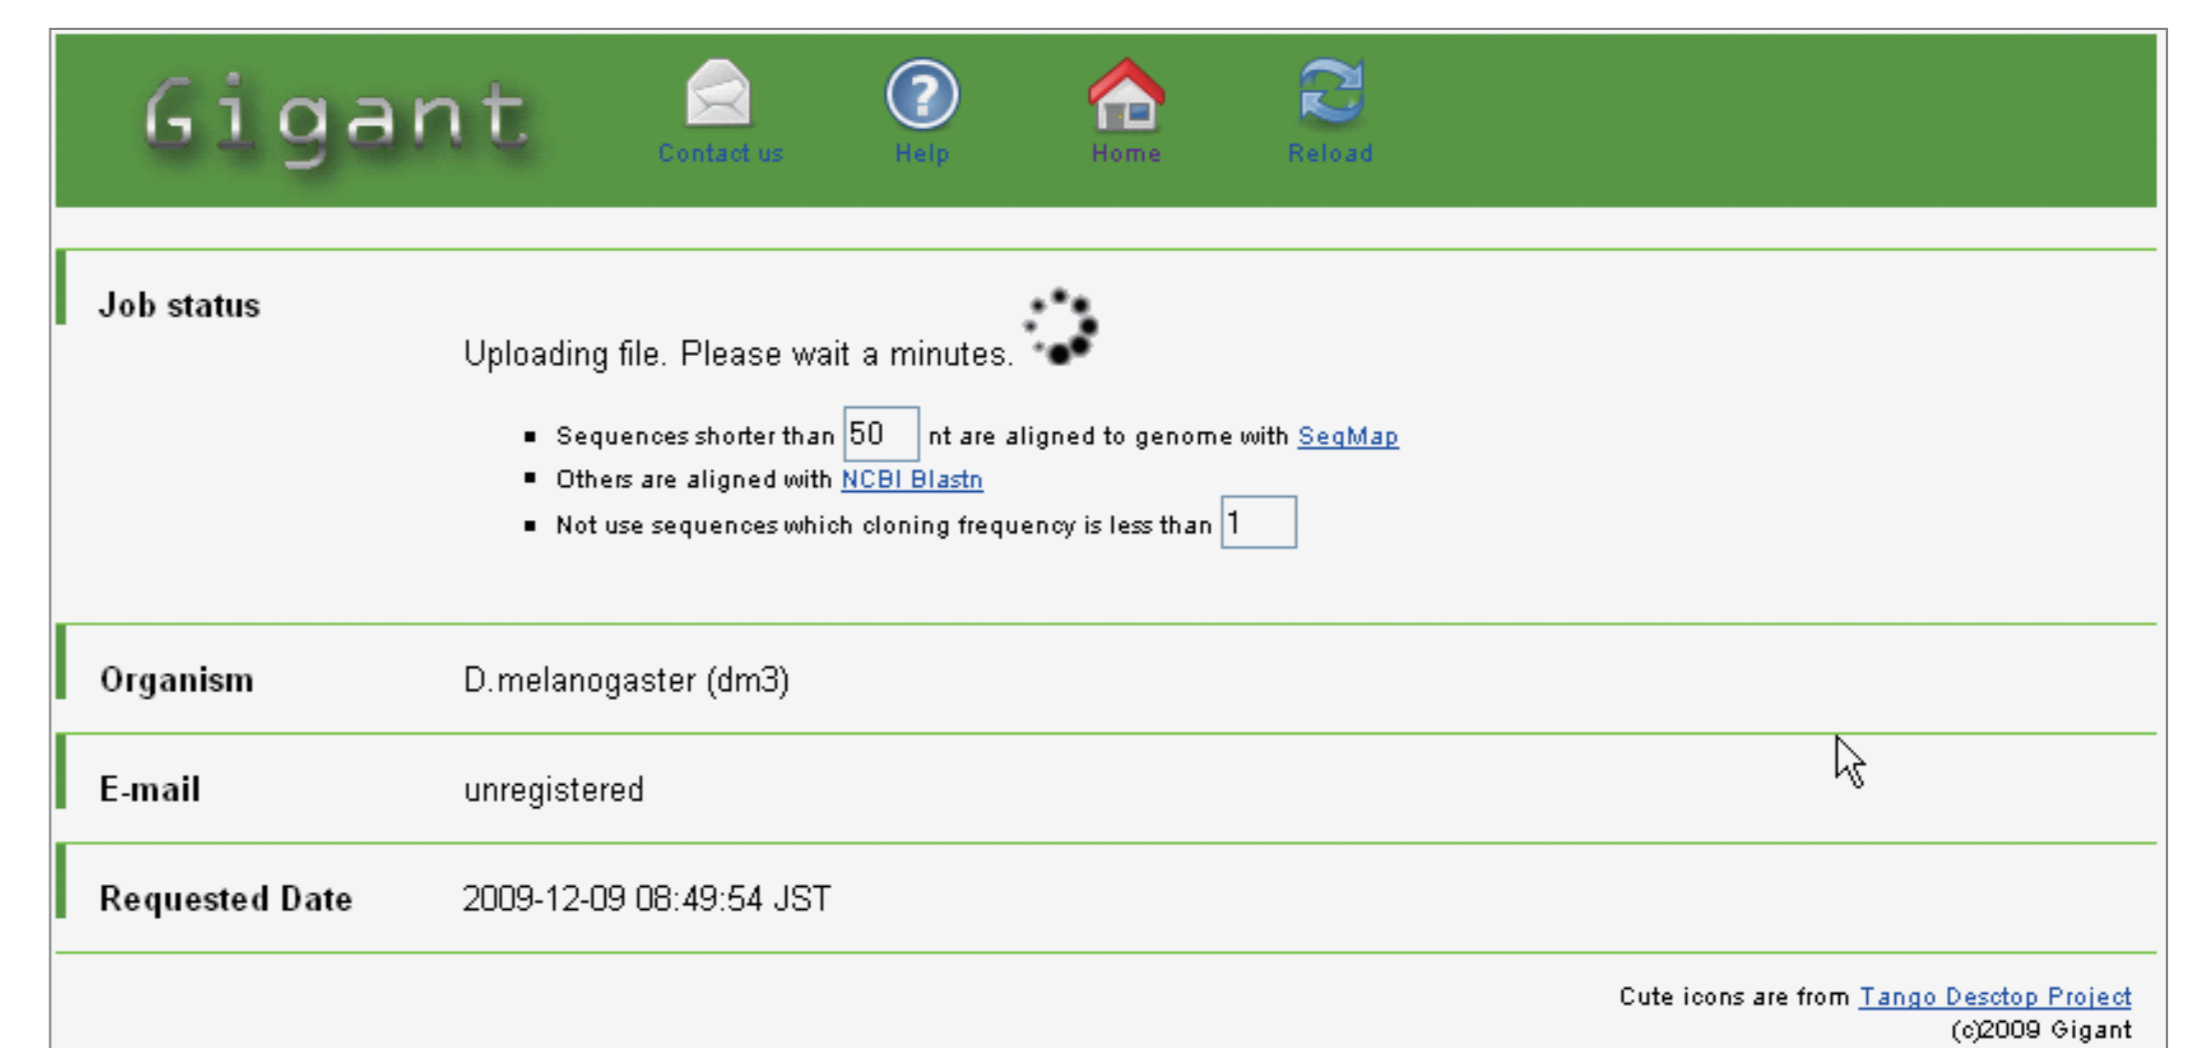 Gigant
Contact us
Help
Home
Reload
Job status
Uploading file. Please wait a minutes.
Sequences shorter than 50 nt are aligned to genome with SeqMap
Others are aligned with NCBI Blastn
Not use sequences which cloning frequency is less than 1
Organism
D.melanogaster (dm3)
E-mail
unregistered
Requested Date
2009-12-09 08:49:54 JST
Cute icons are from Tango Desctop Project
(c)2009 Gigant